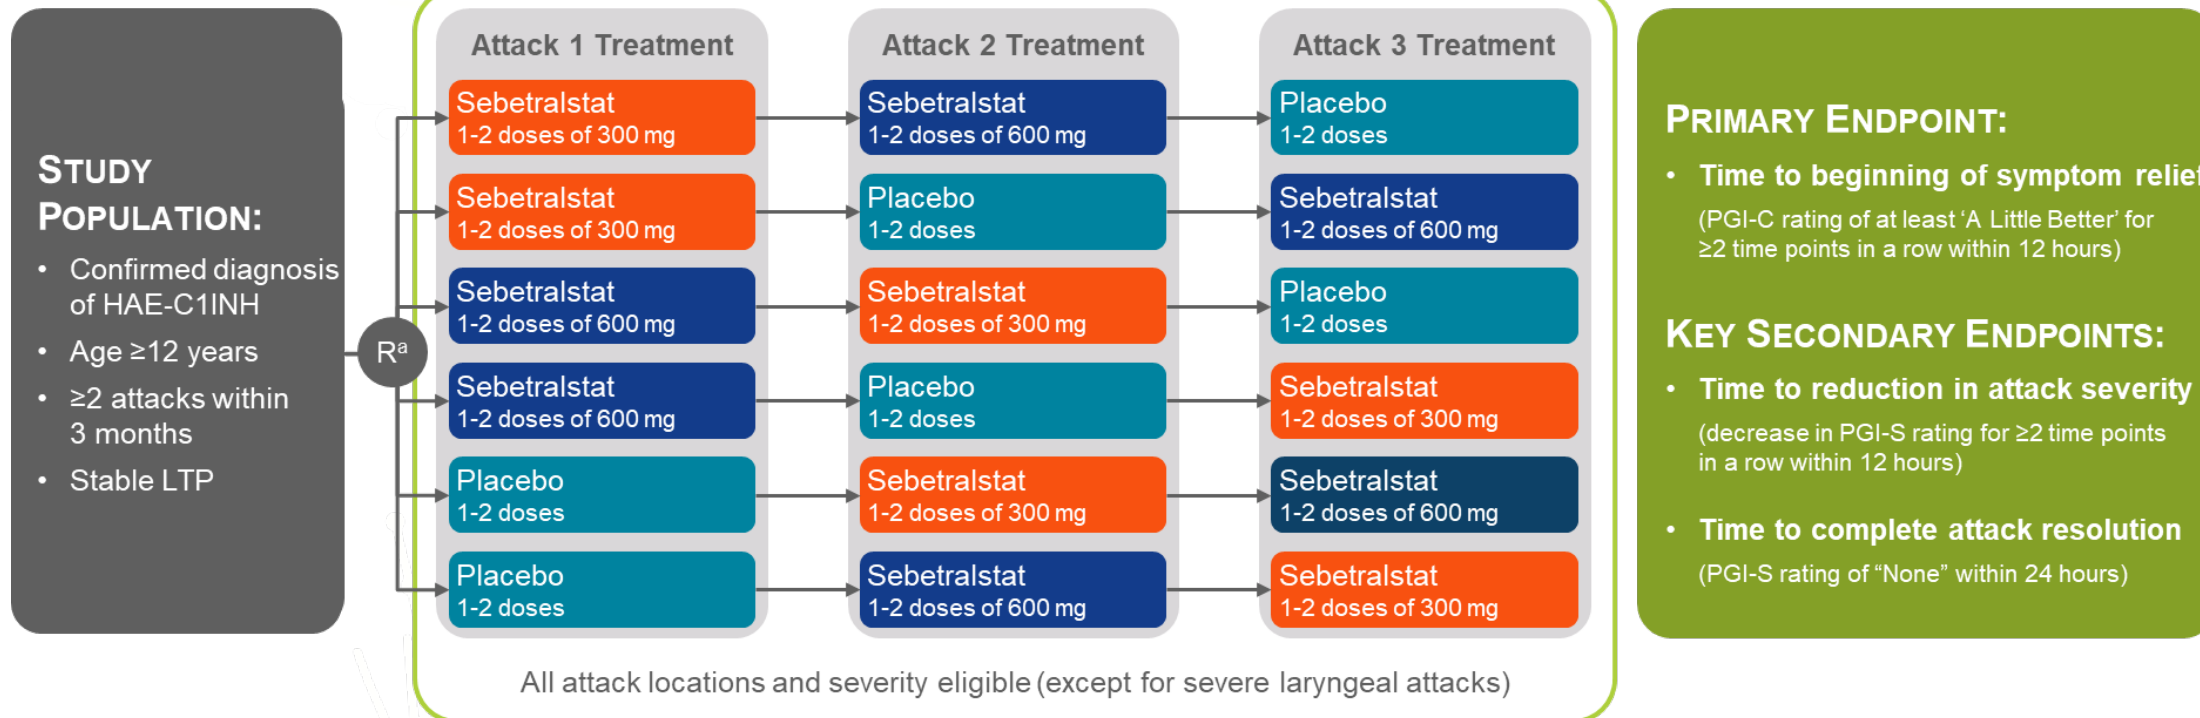 STUDY
POPULATION:
• Confirmed diagnosis
of HAE-C1INH
• Age ≥12 years
• ≥2 attacks within
3 months
• Stable LTP
Rª
Attack 1 Treatment
Sebetralstat
1-2 doses of 300 mg
Sebetralstat
1-2 doses of 300 mg
Sebetralstat
1-2 doses of 600 mg
Sebetralstat
1-2 doses of 600 mg
Placebo
1-2 doses
Placebo
1-2 doses
Attack 2 Treatment
Sebetralstat
1-2 doses of 600 mg
Placebo
1-2 doses
Sebetralstat
1-2 doses of 300 mg
Placebo
1-2 doses
Sebetralstat
1-2 doses of 300 mg
Sebetralstat
1-2 doses of 600 mg
Attack 3 Treatment
Placebo
1-2 doses
Sebetralstat
1-2 doses of 600 mg
Placebo
1-2 doses
Sebetralstat
1-2 doses of 300 mg
Sebetralstat
1-2 doses of 600 mg
Sebetralstat
1-2 doses of 300 mg
All attack locations and severity eligible (except for severe laryngeal attacks)
PRIMARY ENDPOINT:
• Time to beginning of symptom relief
(PGI-C rating of at least ‘A Little Better’ for
≥2 time points in a row within 12 hours)
KEY SECONDARY ENDPOINTS:
• Time to reduction in attack severity
(decrease in PGI-S rating for ≥2 time points
in a row within 12 hours)
• Time to complete attack resolution
(PGI-S rating of “None” within 24 hours)